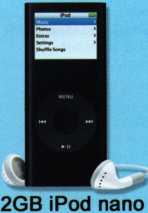 iPod
Music
Photos
Extras
Settings
Shuffle Songs
MENU
2GB iPod nano